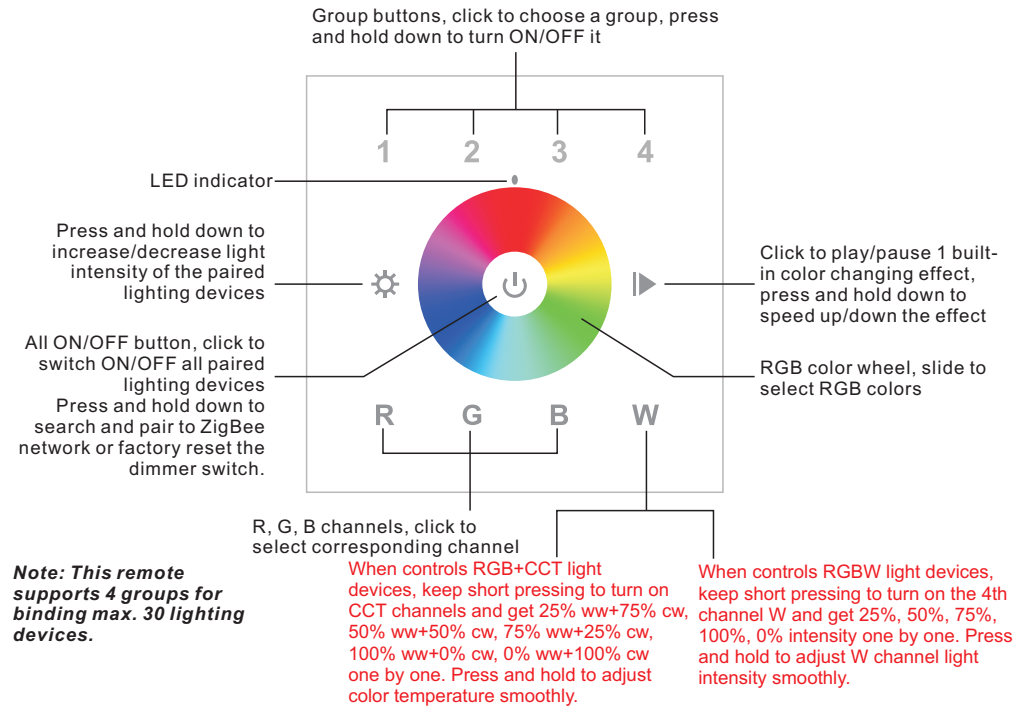 Group buttons, click to choose a group, press
and hold down to turn ON/OFF it
1 2 3 4
LED indicator
Press and hold down to
increase/decrease light
intensity of the paired
lighting devices
Click to play/pause 1 built-
in color changing effect,
press and hold down to
speed up/down the effect
All ON/OFF button, click to
switch ON/OFF all paired
lighting devices
Press and hold down to
search and pair to ZigBee
network or factory reset the
dimmer switch.
RGB color wheel, slide to
select RGB colors
R G B W
R, G, B channels, click to
select corresponding channel
Note: This remote
supports 4 groups for
binding max. 30 lighting
devices.
When controls RGB+CCT light
devices, keep short pressing to turn on
CCT channels and get 25% ww+75% cw,
50% ww+50% cw, 75% ww+25% cw,
100% ww+0% cw, 0% ww+100% cw
one by one. Press and hold to adjust
color temperature smoothly.
When controls RGBW light devices,
keep short pressing to turn on the 4th
channel W and get 25%, 50%, 75%,
100%, 0% intensity one by one. Press
and hold to adjust W channel light
intensity smoothly.